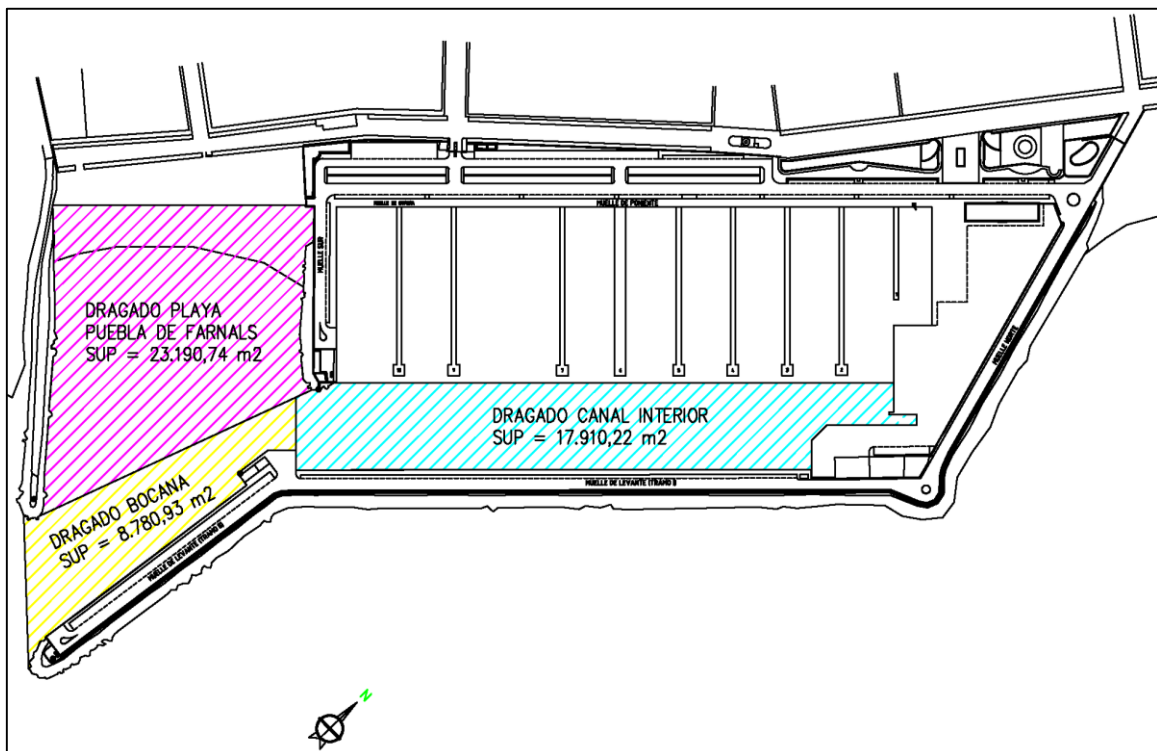 MUELLE DE PONIENTE
MUELLE SUR
MUELLE NORTE
DRAGADO PLAYA
PUEBLA DE FARNALS
SUP = 23.190,74 m2
DRAGADO CANAL INTERIOR
SUP = 17.910,22 m2
MUELLE DE LEVANTE (TRAMO I)
DRAGADO BOCANA
SUP = 8.780,93 m2
MUELLE DE LEVANTE (TRAMO II)
N